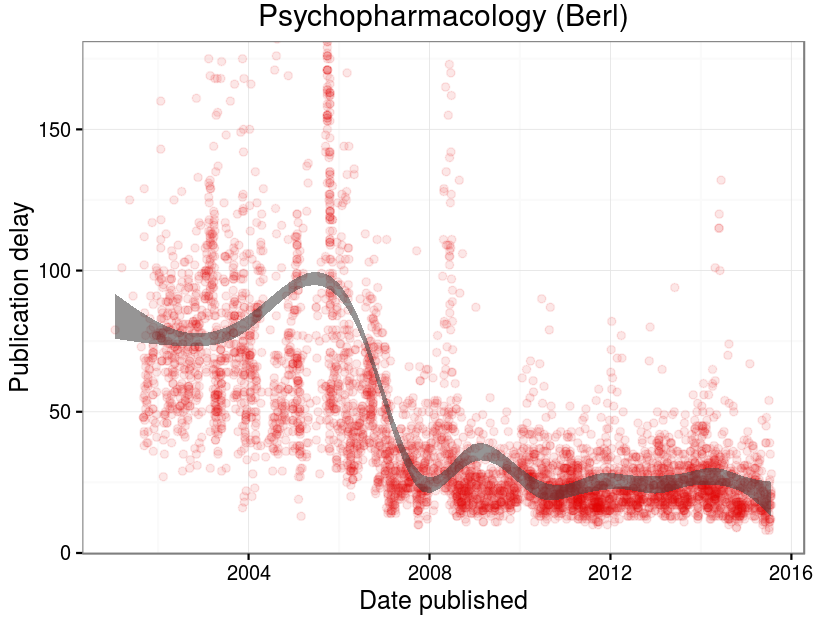 Psychopharmacology (Berl)
Publication delay
150
100
50
0
2004 2008 2012 2016
Date published